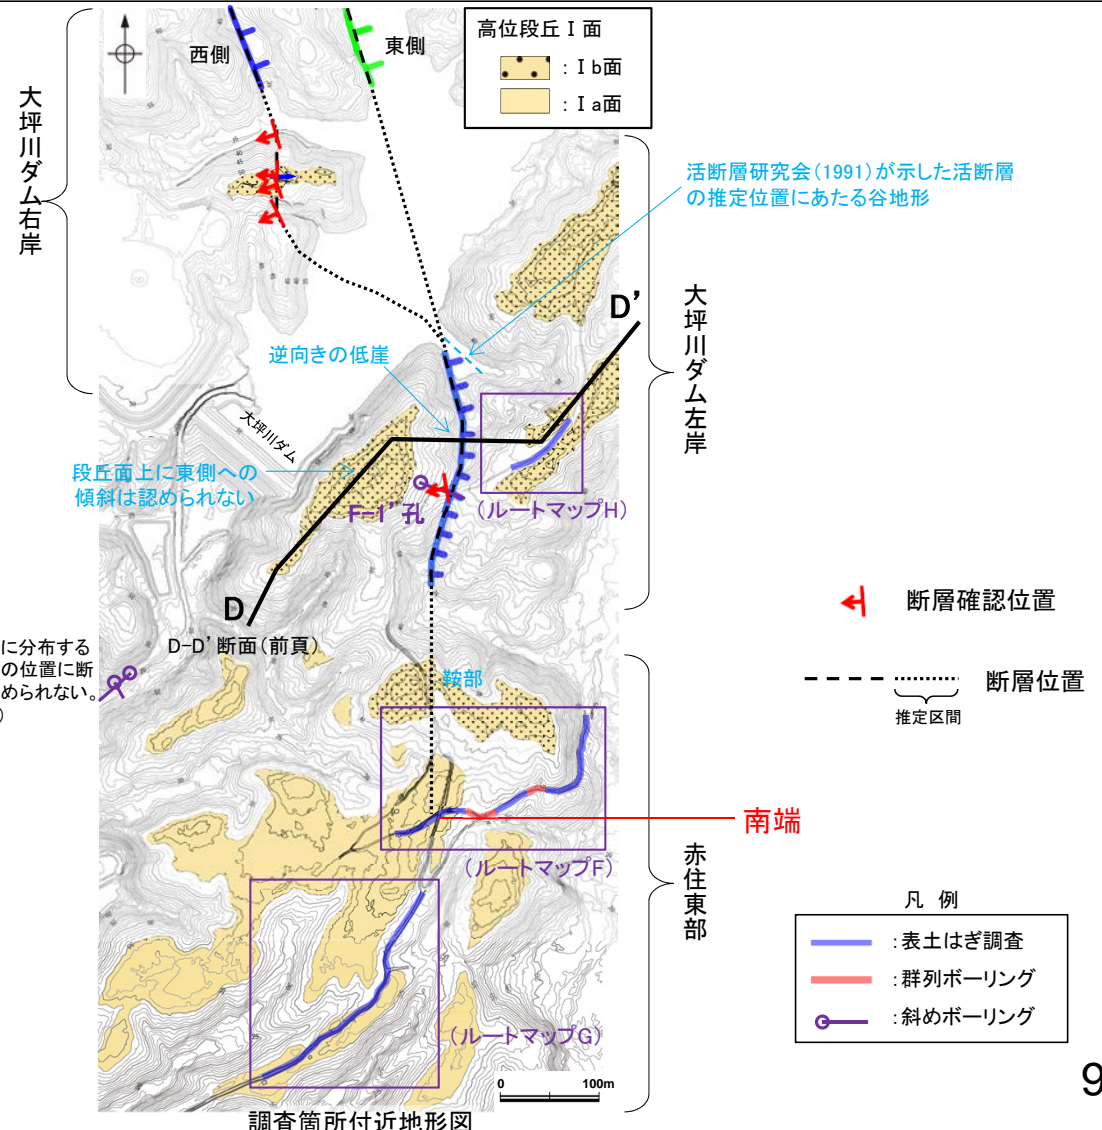 西側
東側
高位段丘Ⅰ面
：Ⅰb面
：Ⅰa面
大坪川ダム右岸
活断層研究会(1991)が示した活断層
の推定位置にあたる谷地形
D’
大坪川ダム左岸
逆向きの低崖
大坪川ダム
段丘面上に東側への
傾斜は認められない
F-1’孔
(ルートマップH)
D
D-D’断面(前頁)
断層確認位置
に分布する
の位置に断
められない。
)
鞍部
断層位置
推定区間
南端
(ルートマップF)
赤住東部
凡 例
：表土はぎ調査
：群列ボーリング
：斜めボーリング
(ルートマップG)
0 100m
調査箇所付近地形図
9